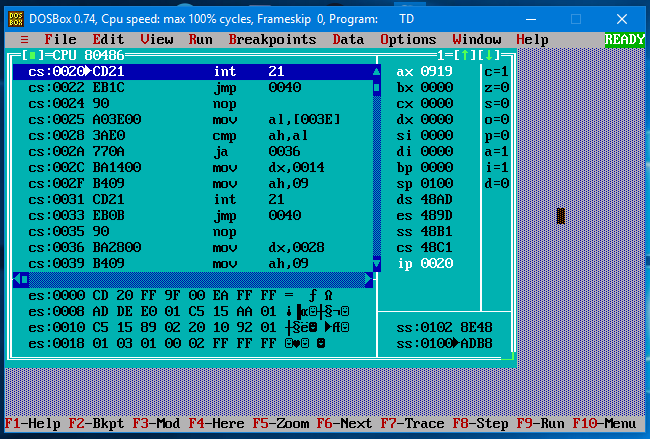 DOSBox 0.74, Cpu speed: max 100% cycles, Frameskip 0, Program: TD
≡ File Edit View Run Breakpoints Data Options Window Help READY
[■]=CPU 80486 1=[↑][↓]
cs:0020►CD21 int 21 ax 0919 c=1
cs:0022 EB1C jmp 0040 bx 0000 z=0
cs:0024 90 nop cx 0000 s=0
cs:0025 A03E00 mov al,[003E] dx 0000 o=0
cs:0028 3AE0 cmp ah,al si 0000 p=0
cs:002A 770A ja 0036 di 0000 a=1
cs:002C BA1400 mov dx,0014 bp 0000 i=1
cs:002F B409 mov ah,09 sp 0100 d=0
cs:0031 CD21 int 21 ds 48AD
cs:0033 EB0B jmp 0040 es 489D
cs:0035 90 nop ss 48B1
cs:0036 BA2800 mov dx,0028 cs 48C1
cs:0039 B409 mov ah,09 ip 0020
es:0000 CD 20 FF 9F 00 EA FF FF = ƒ Ω
es:0008 AD DE E0 01 C5 15 AA 01
es:0010 C5 15 89 02 20 10 92 01 ss:0102 8E48
es:0018 01 03 01 00 02 FF FF FF ss:0100►ADB8
F1-Help F2-Bkpt F3-Mod F4-Here F5-Zoom F6-Next F7-Trace F8-Step F9-Run F10-Menu